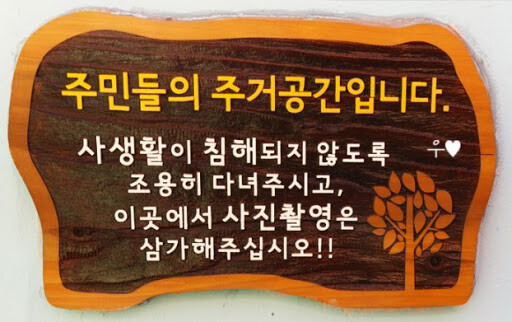 주민들의 주거공간입니다.
사생활이 침해되지 않도록
우♥
조용히 다녀주시고,
이곳에서 사진촬영은
삼가해주십시오!!